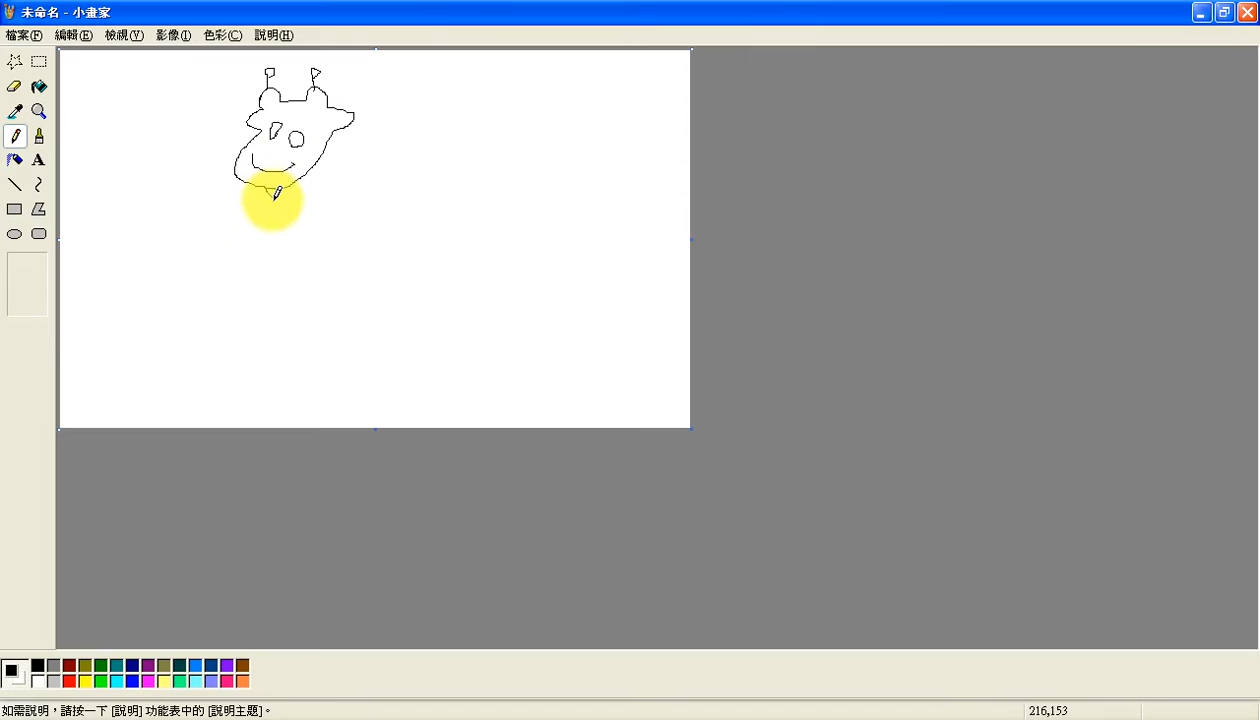 未命名 - 小畫家
檔案(F) 編輯(E) 檢視(V) 影像(I) 色彩(C) 說明(H)
A
如需說明，請按一下 [說明] 功能表中的 [說明主題]。 216,153